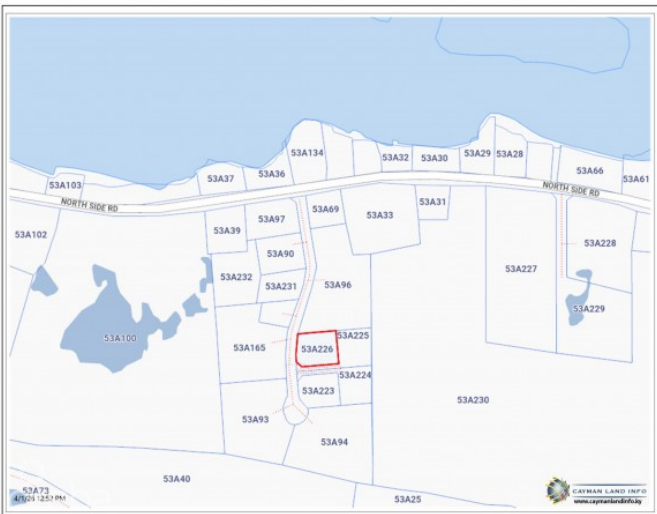 53A134
53A32
53A30
53A29
53A28
53A37
53A36
53A66
53A61
53A103
NORTH SIDE RD
NORTH SIDE RD
53A102
53A39
53A97
53A69
53A33
53A31
53A90
53A228
53A232
53A231
53A96
53A227
53A229
53A100
53A165
53A226
53A225
53A224
53A223
53A230
53A93
53A94
53A40
53A73
53A25
CAYMAN LAND INFO
www.caymanlandinfo.ky